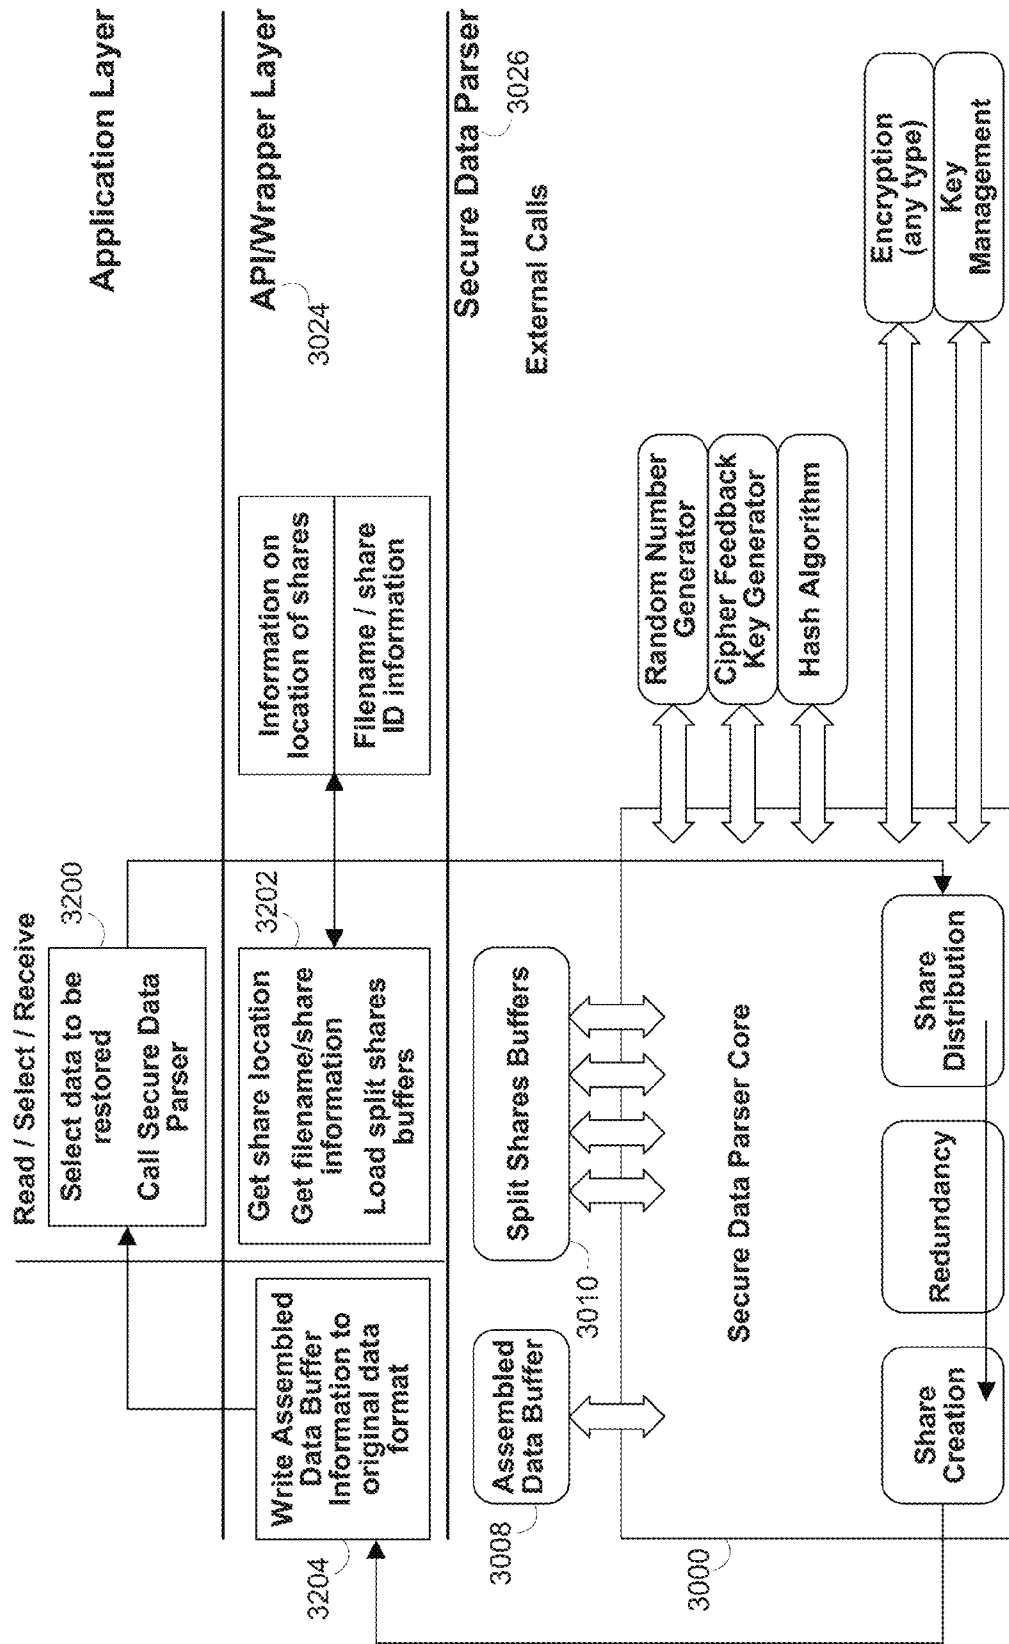 Read / Select / Receive
Application Layer
3200
Select data to be
restored
Call Secure Data
Parser
API/Wrapper Layer
3024
Write Assembled
Data Buffer
Information to
original data
format
3204
3202
Get share location
Get filename/share
information
Load split shares
buffers
Information on
location of shares
Filename / share
ID information
Secure Data Parser
3026
External Calls
Assembled
Data Buffer
3008
Split Shares Buffers
3010
Random Number
Generator
Cipher Feedback
Key Generator
Hash Algorithm
3000
Secure Data Parser Core
Encryption
(any type)
Key
Management
Share
Creation
Redundancy
Share
Distribution